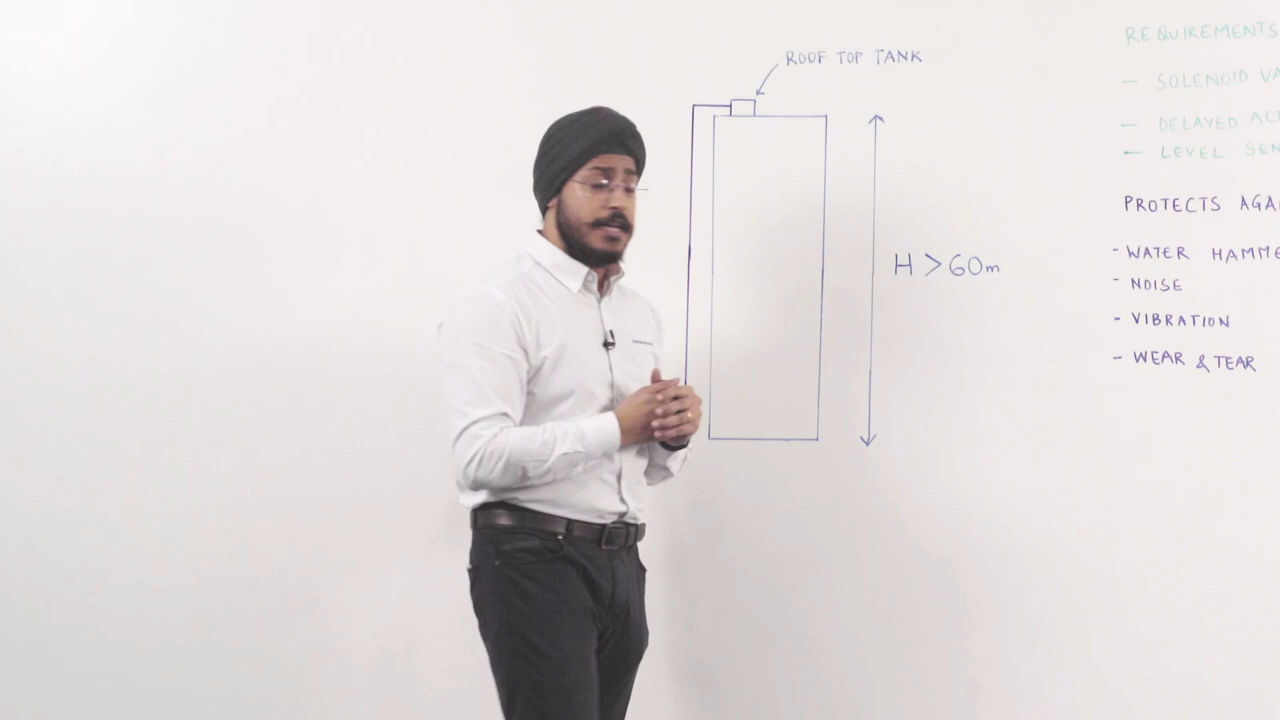 ROOF TOP TANK
H > 60m
REQUIREMENTS
- SOLENOID
- DELAYED
- LEVEL
PROTECTS
- WATER
- NOISE
- VIBRATION
- WEAR & TEAR